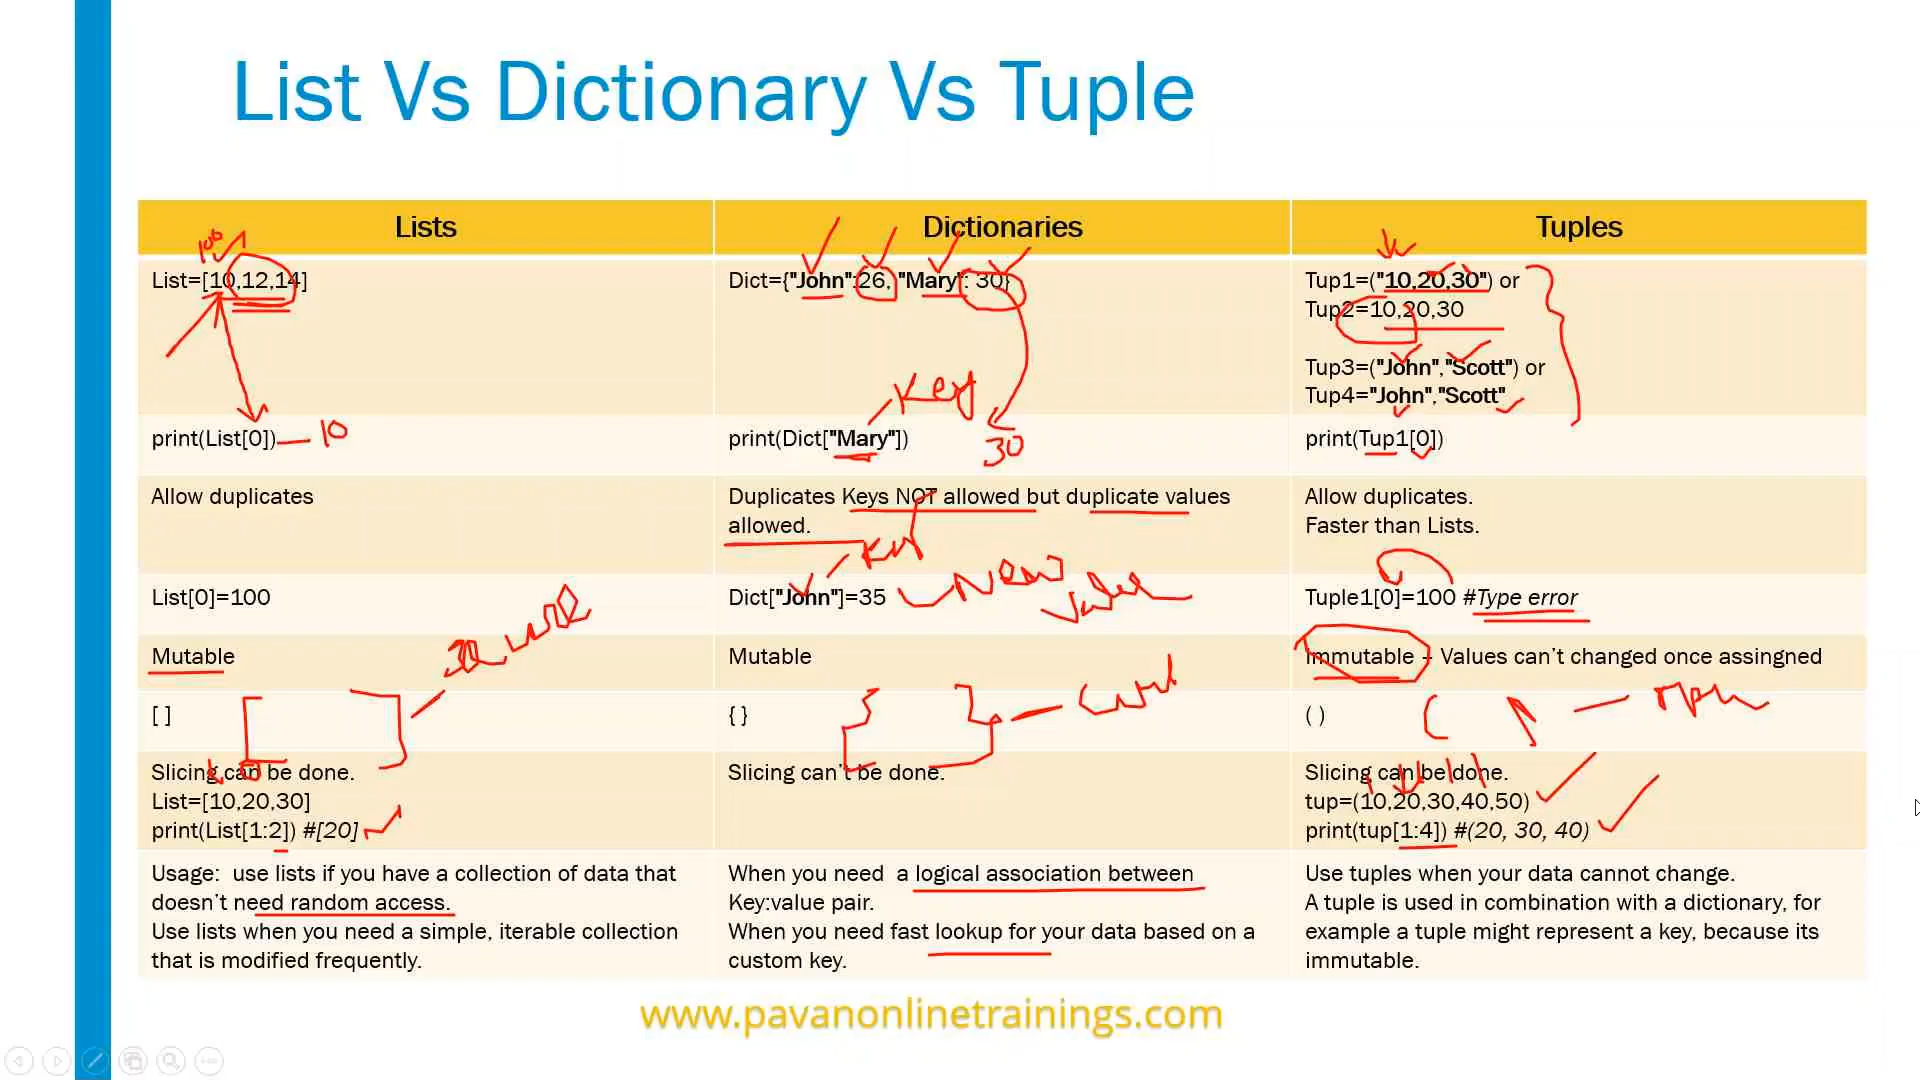 List Vs Dictionary Vs Tuple
Lists
Dictionaries
Tuples
100
List=[10,12,14]
Dict={"John":26, "Mary": 30}
Tup1=("10,20,30") or
Tup2=10,20,30
Tup3=("John","Scott") or
Tup4="John","Scott"
Key
print(List[0])
10
print(Dict["Mary"])
30
print(Tup1[0])
Allow duplicates
Duplicates Keys NOT allowed but duplicate values
allowed.
Allow duplicates.
Faster than Lists.
Key
List[0]=100
Dict["John"]=35
New
Value
Tuple1[0]=100 #Type error
Mutable
Mutable
Immutable - Values can't changed once assingned
[ ]
[ ]
{ }
{ }
( )
( )
Slicing can be done.
List=[10,20,30]
print(List[1:2]) #[20]
Slicing can't be done.
Slicing can be done.
tup=(10,20,30,40,50)
print(tup[1:4]) #(20, 30, 40)
Usage:  use lists if you have a collection of data that
doesn't need random access.
Use lists when you need a simple, iterable collection
that is modified frequently.
When you need  a logical association between
Key:value pair.
When you need fast lookup for your data based on a
custom key.
Use tuples when your data cannot change.
A tuple is used in combination with a dictionary, for
example a tuple might represent a key, because its
immutable.
www.pavanonlinetrainings.com